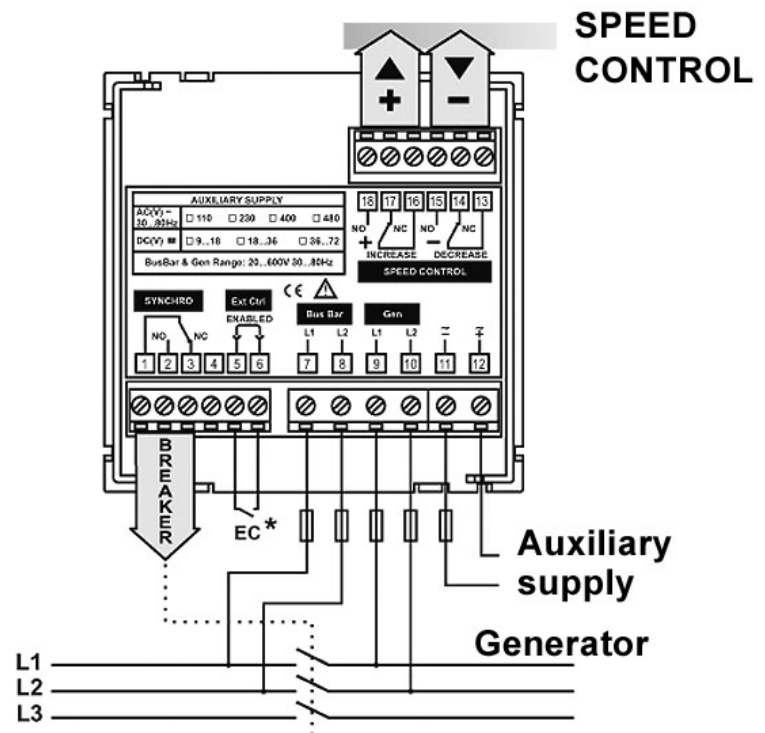 SPEED
CONTROL
+ −
AUXILIARY SUPPLY
AC(V) ~
30...80Hz
110 230 400 480
DC(V)
9...18 18...36 36...72
BusBar & Gen Range: 20...600V 30...80Hz
18 17 16 15 14 13
NO NC NO NC
+ −
INCREASE DECREASE
SPEED CONTROL
CE
SYNCHRO
Ext Ctrl
ENABLED
Bus Bar
Gen
L1 L2 L1 L2
NO NC
1 2 3 4 5 6 7 8 9 10 11 12
BREAKER
EC*
Auxiliary
supply
Generator
L1
L2
L3